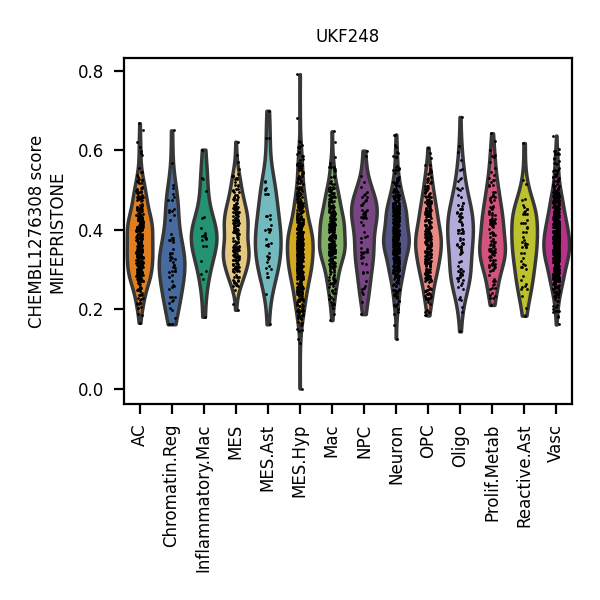 UKF248
CHEMBL1276308 score
MIFEPRISTONE
0.8
0.6
0.4
0.2
0.0
AC
Chromatin.Reg
Inflammatory.Mac
MES
MES.Ast
MES.Hyp
Mac
NPC
Neuron
OPC
Oligo
Prolif.Metab
Reactive.Ast
Vasc